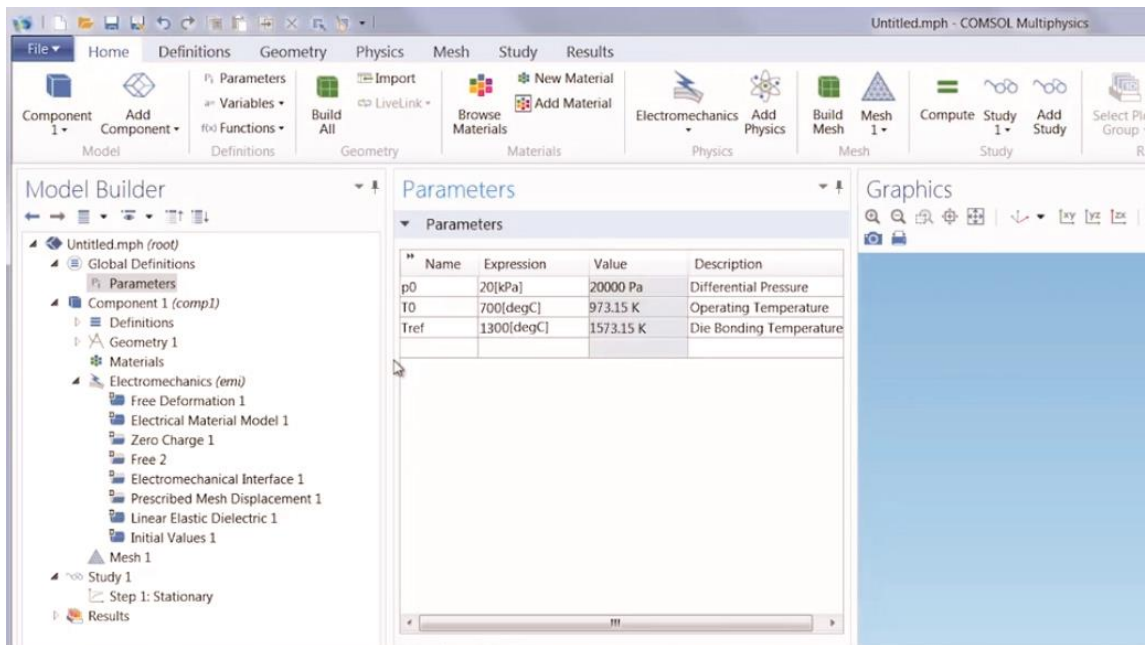 Untitled.mph - COMSOL Multiphysics
File Home Definitions Geometry Physics Mesh Study Results
Component 1
Add Component
Model
Pi Parameters
a= Variables
f(x) Functions
Definitions
Build All
Import
LiveLink
Geometry
Browse Materials
New Material
Add Material
Materials
Electromechanics
Add Physics
Physics
Build Mesh
Mesh 1
Mesh
Compute
Study 1
Add Study
Study
Group
Model Builder
Untitled.mph (root)
Global Definitions
Pi Parameters
Component 1 (comp1)
Definitions
Geometry 1
Materials
Electromechanics (emi)
Free Deformation 1
Electrical Material Model 1
Zero Charge 1
Free 2
Electromechanical Interface 1
Prescribed Mesh Displacement 1
Linear Elastic Dielectric 1
Initial Values 1
Mesh 1
Study 1
Step 1: Stationary
Results
Parameters
Parameters
Name Expression Value Description
p0 20[kPa] 20000 Pa Differential Pressure
T0 700[degC] 973.15 K Operating Temperature
Tref 1300[degC] 1573.15 K Die Bonding Temperature
Graphics
xy yz zx